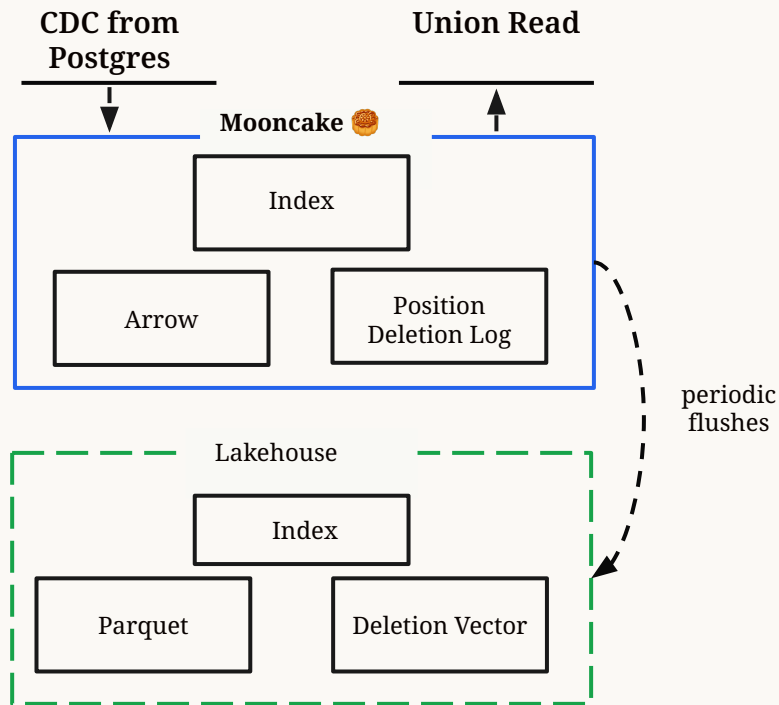 CDC from
Postgres
Union Read
Mooncake 🥮
Index
Arrow
Position
Deletion Log
periodic
flushes
Lakehouse
Index
Parquet
Deletion Vector